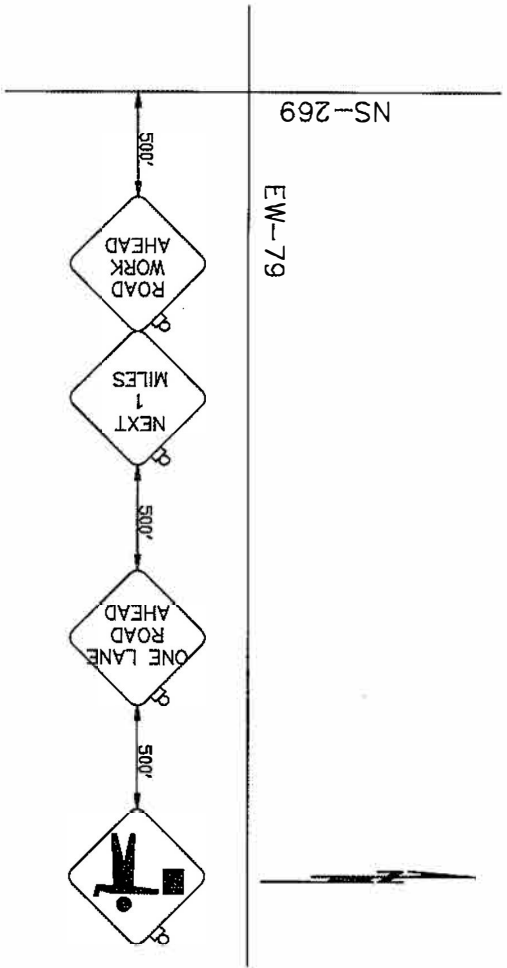 NS-269
EW-79
500'
ROAD
WORK
AHEAD
NEXT
1
MILES
500'
ONE LANE
ROAD
AHEAD
500'
N